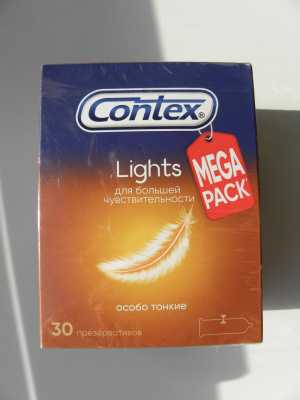 Contex®
Lights
MEGA
PACK
для большей
чувствительности
особо тонкие
30 презервативов